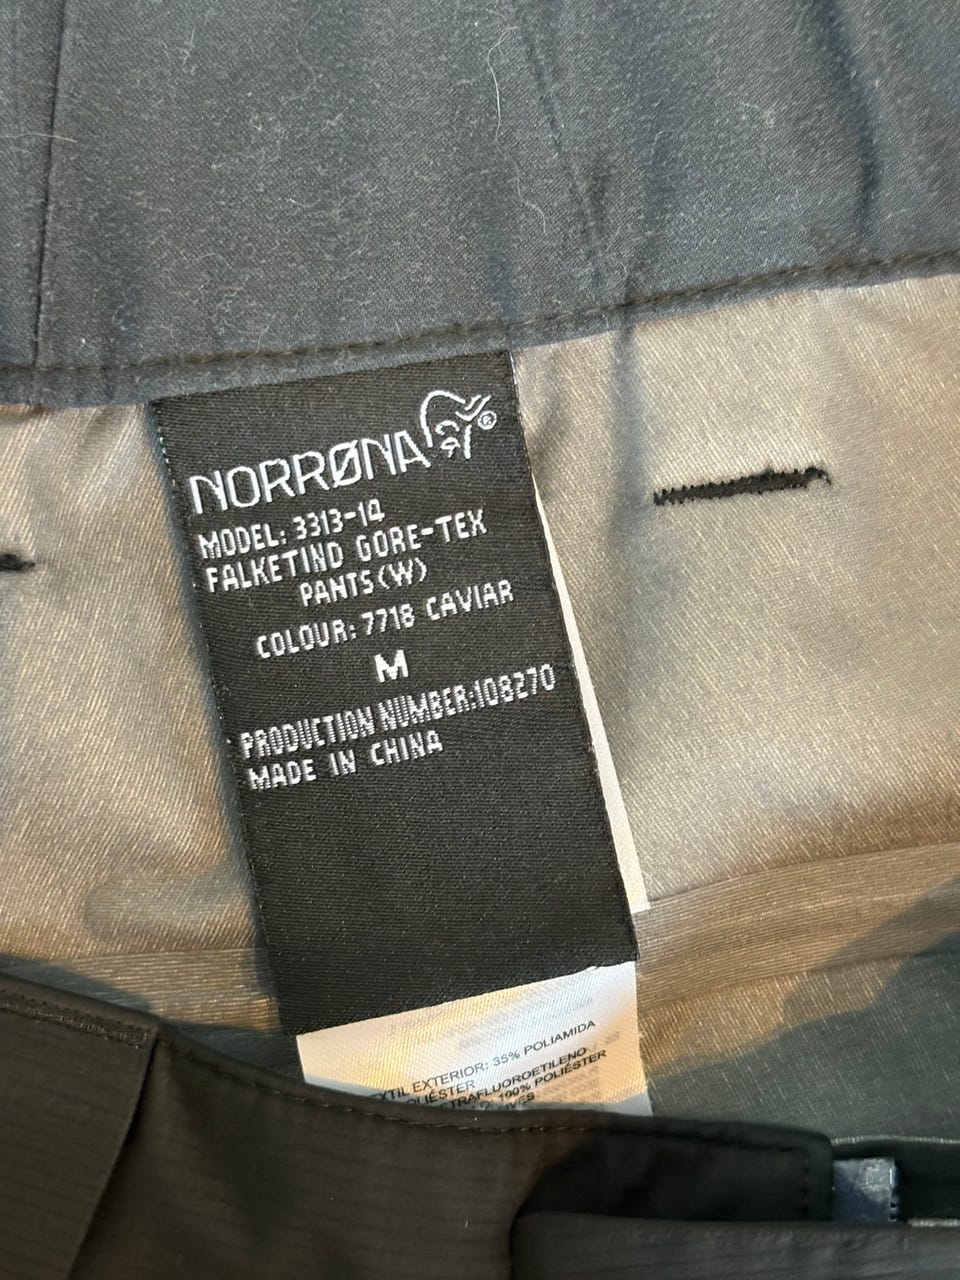 NORRØNA®
MODEL: 3313-14
FALKETIND GORE-TEX
PANTS(W)
COLOUR: 7718 CAVIAR
M
PRODUCTION NUMBER:108270
MADE IN CHINA
EXTERIOR: 35% POLIAMIDA
100% POLIÉSTER